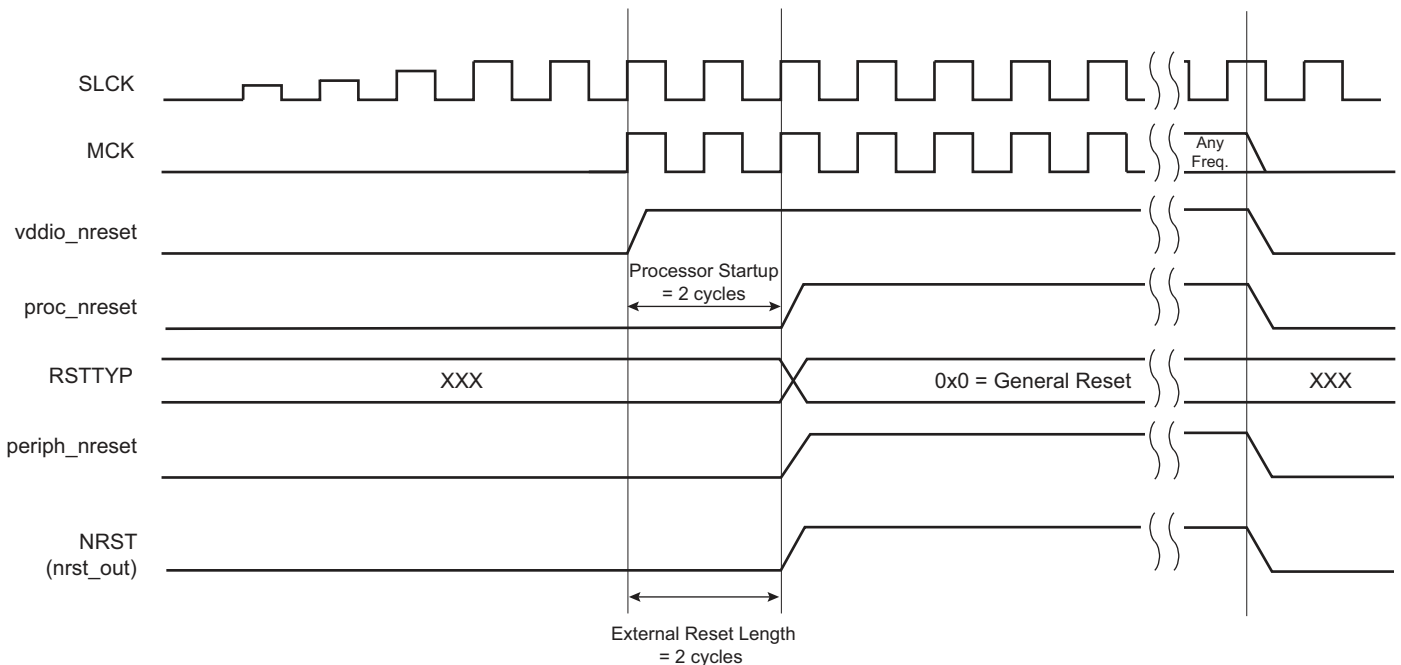 SLCK
MCK
Any
Freq.
vddio_nreset
Processor Startup
= 2 cycles
proc_nreset
RSTTYP
XXX
0x0 = General Reset
XXX
periph_nreset
NRST
(nrst_out)
External Reset Length
= 2 cycles